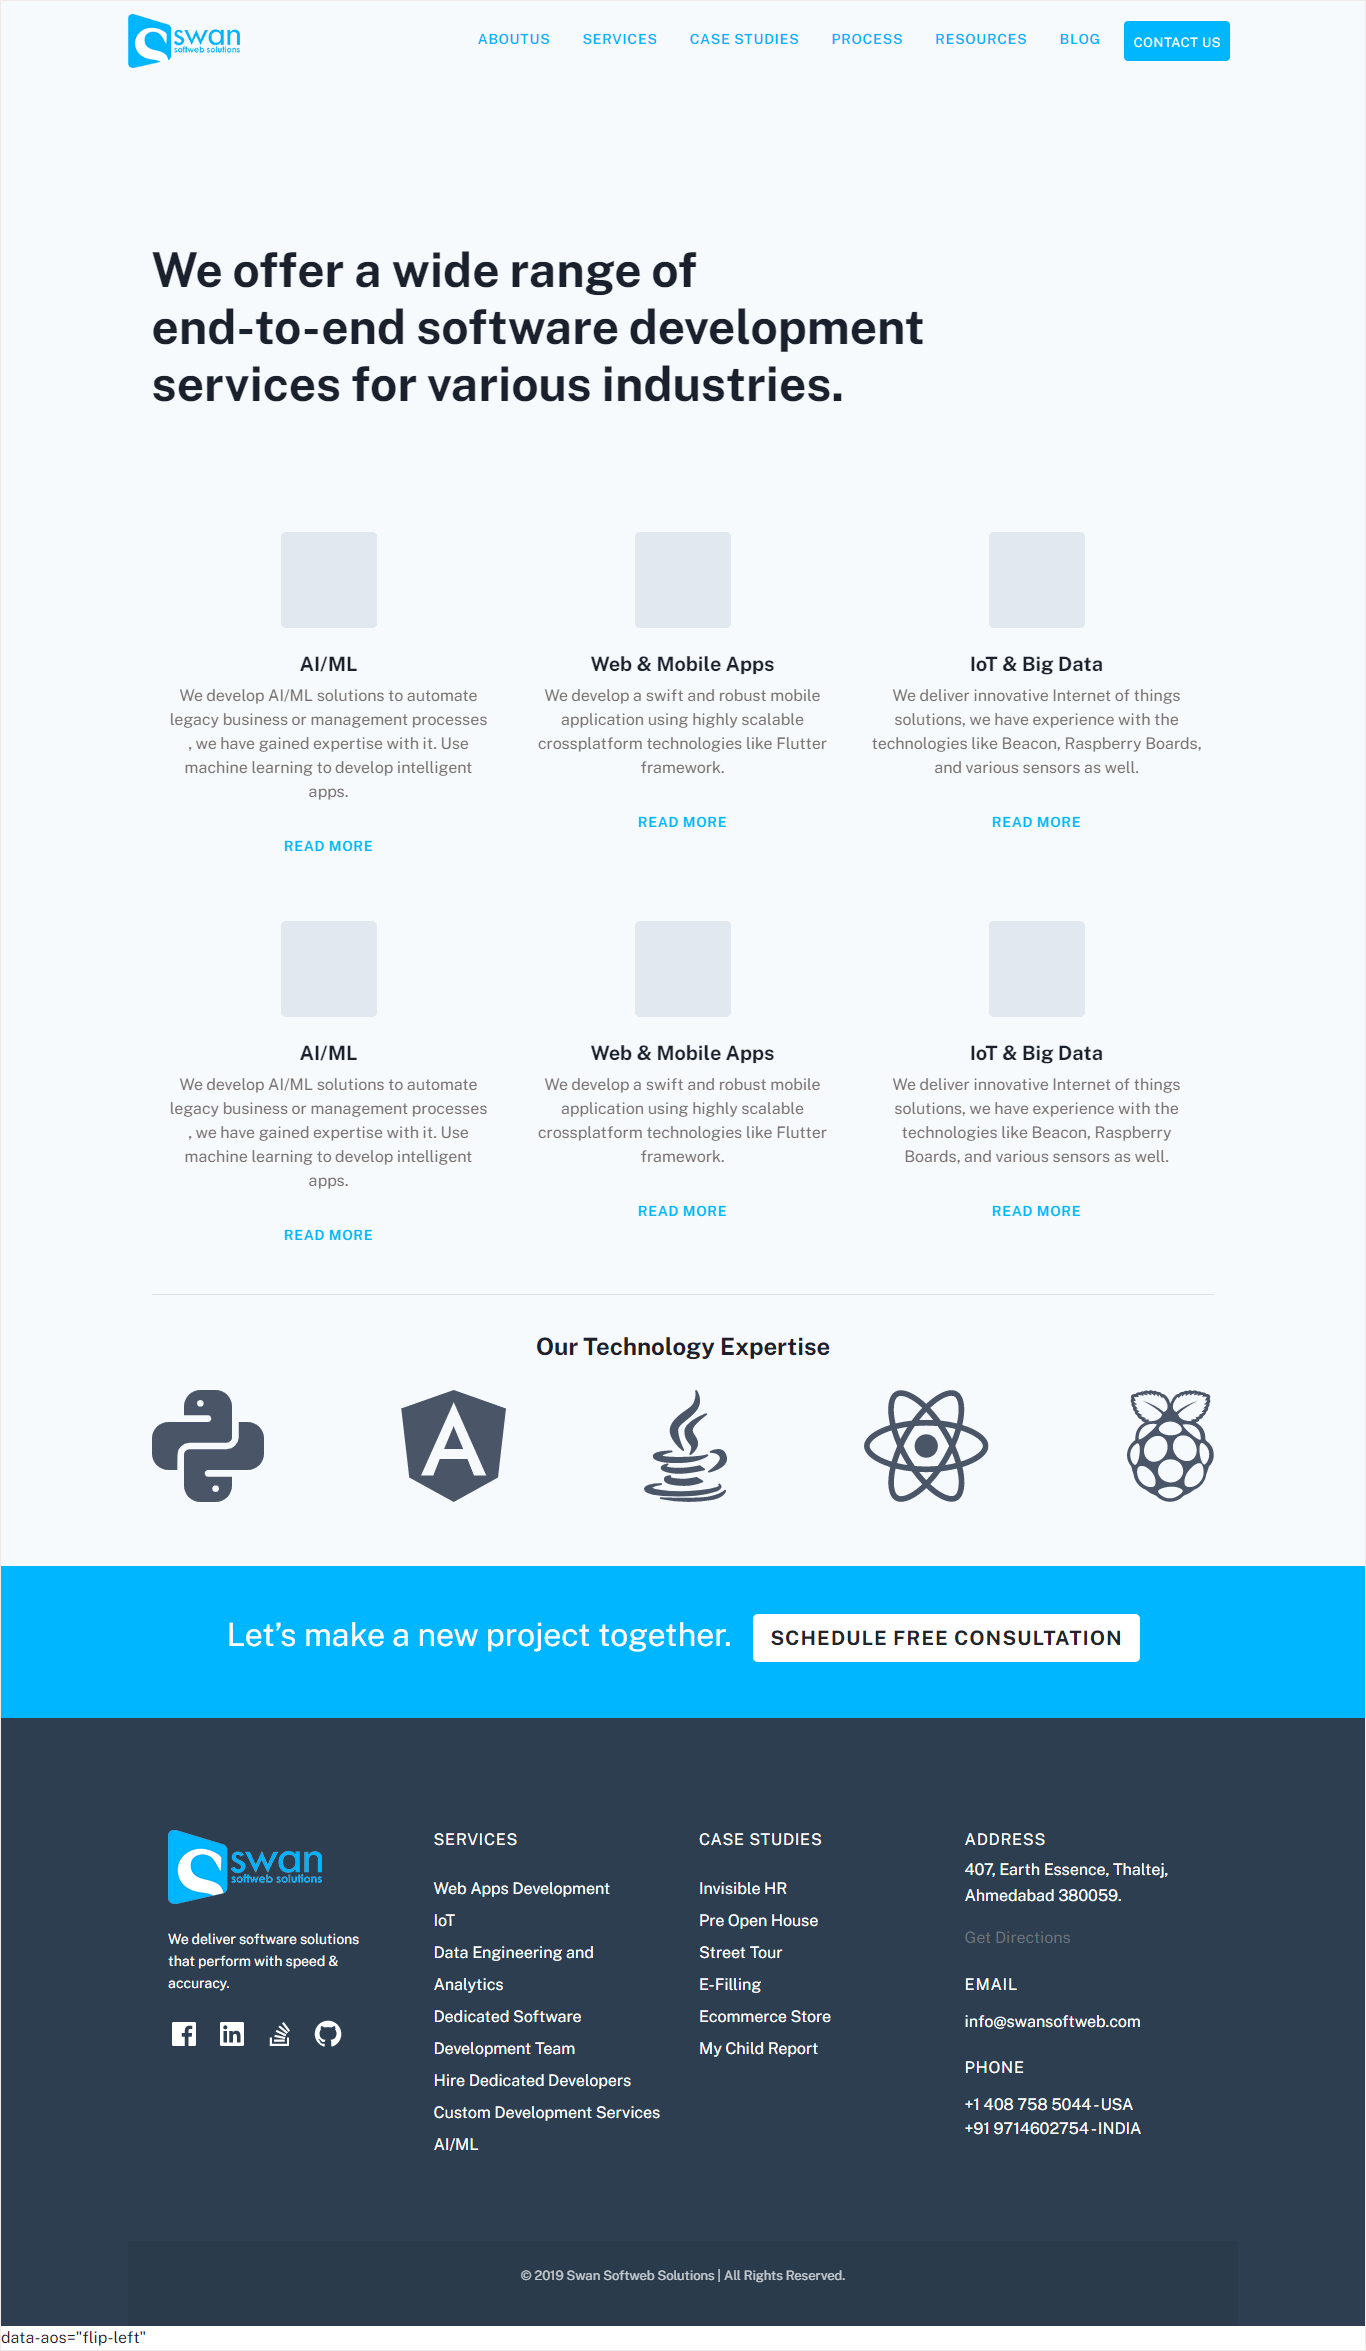 swan
softweb solutions
ABOUTUS SERVICES CASE STUDIES PROCESS RESOURCES BLOG CONTACT US
We offer a wide range of
end-to-end software development
services for various industries.
AI/ML
We develop AI/ML solutions to automate
legacy business or management processes
, we have gained expertise with it. Use
machine learning to develop intelligent
apps.
READ MORE
Web & Mobile Apps
We develop a swift and robust mobile
application using highly scalable
crossplatform technologies like Flutter
framework.
READ MORE
IoT & Big Data
We deliver innovative Internet of things
solutions, we have experience with the
technologies like Beacon, Raspberry Boards,
and various sensors as well.
READ MORE
AI/ML
We develop AI/ML solutions to automate
legacy business or management processes
, we have gained expertise with it. Use
machine learning to develop intelligent
apps.
READ MORE
Web & Mobile Apps
We develop a swift and robust mobile
application using highly scalable
crossplatform technologies like Flutter
framework.
READ MORE
IoT & Big Data
We deliver innovative Internet of things
solutions, we have experience with the
technologies like Beacon, Raspberry
Boards, and various sensors as well.
READ MORE
Our Technology Expertise
Let’s make a new project together. SCHEDULE FREE CONSULTATION
swan
softweb solutions
We deliver software solutions
that perform with speed &
accuracy.
SERVICES
Web Apps Development
IoT
Data Engineering and
Analytics
Dedicated Software
Development Team
Hire Dedicated Developers
Custom Development Services
AI/ML
CASE STUDIES
Invisible HR
Pre Open House
Street Tour
E-Filling
Ecommerce Store
My Child Report
ADDRESS
407, Earth Essence, Thaltej,
Ahmedabad 380059.
Get Directions
EMAIL
info@swansoftweb.com
PHONE
+1 408 758 5044 - USA
+91 9714602754 - INDIA
© 2019 Swan Softweb Solutions | All Rights Reserved.
data-aos="flip-left"